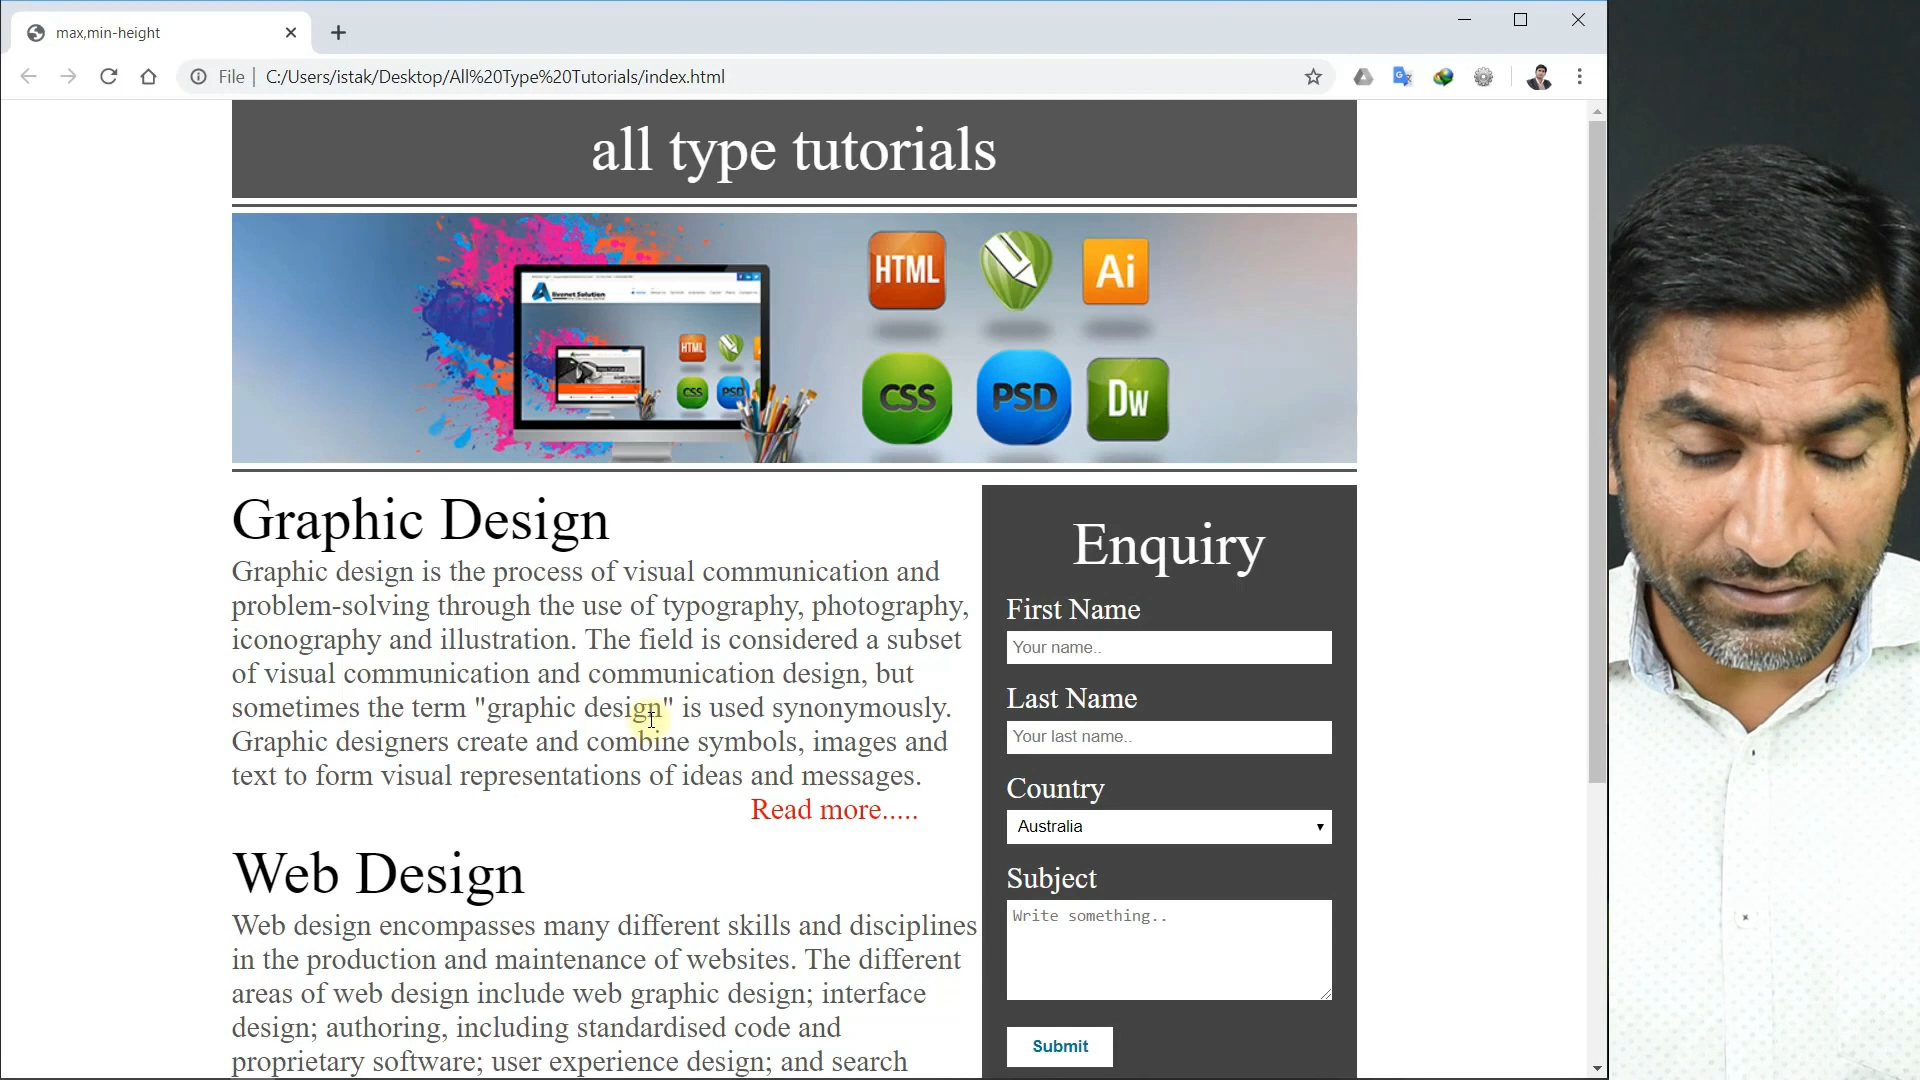 max,min-height
File
C:/Users/istak/Desktop/All%20Type%20Tutorials/index.html
all type tutorials
HTML
Ai
CSS
PSD
Dw
HTML
CSS
PSD
Graphic Design
Graphic design is the process of visual communication and
problem-solving through the use of typography, photography,
iconography and illustration. The field is considered a subset
of visual communication and communication design, but
sometimes the term "graphic design" is used synonymously.
Graphic designers create and combine symbols, images and
text to form visual representations of ideas and messages.
Read more.....
Web Design
Web design encompasses many different skills and disciplines
in the production and maintenance of websites. The different
areas of web design include web graphic design; interface
design; authoring, including standardised code and
proprietary software; user experience design; and search
Enquiry
First Name
Your name..
Last Name
Your last name..
Country
Australia
Subject
Write something..
Submit